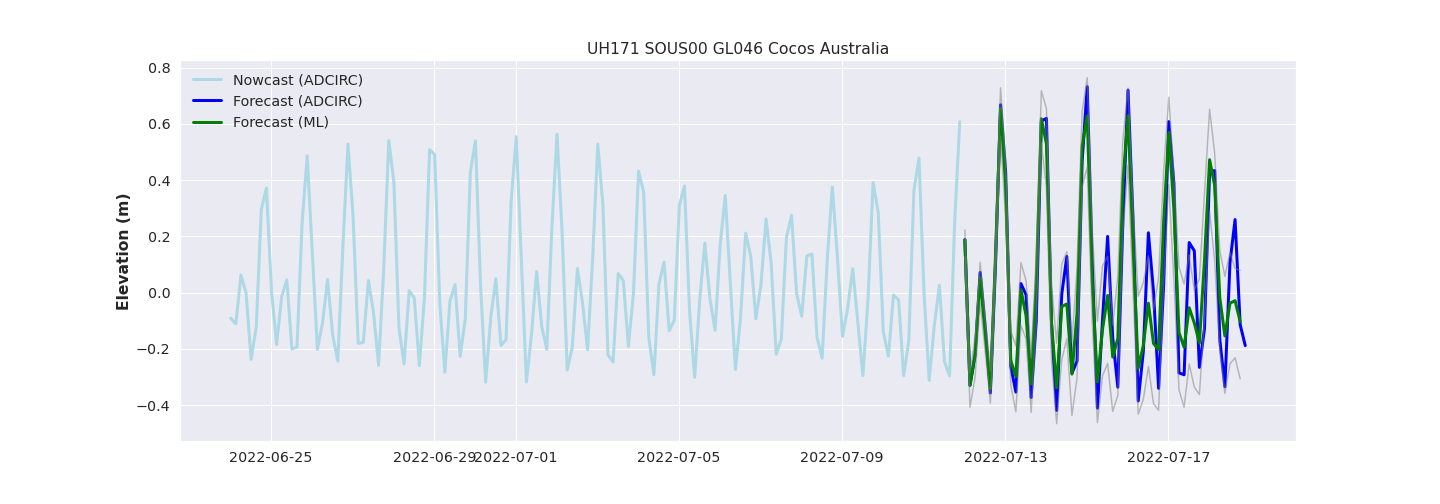 UH171 SOUS00 GL046 Cocos Australia
Nowcast (ADCIRC)
Forecast (ADCIRC)
Forecast (ML)
Elevation (m)
0.8
0.6
0.4
0.2
0.0
−0.2
−0.4
2022-06-25 2022-06-29 2022-07-01 2022-07-05 2022-07-09 2022-07-13 2022-07-17